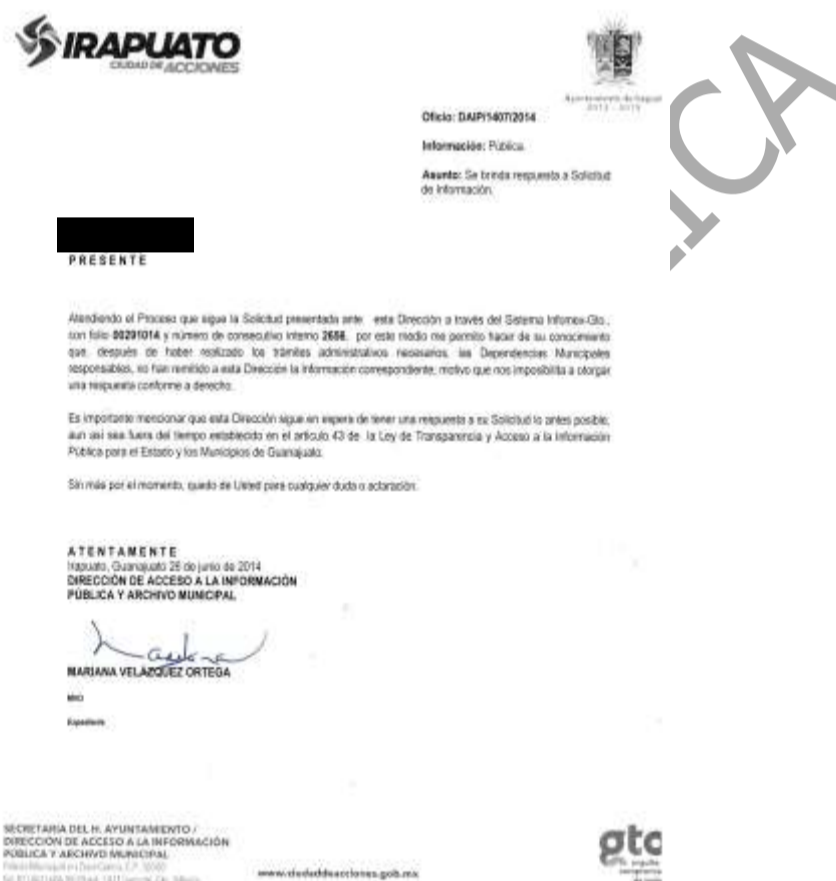 IRAPUATO
CIUDAD DE ACCIONES
Ayuntamiento de Irapuato
Oficio: DAIP/1407/2014
Información: Pública.
Asunto: Se brinda respuesta a Solicitud
de Información.
ICA
PRESENTE
Atendiendo el Proceso que sigue la Solicitud presentada ante esta Dirección a través del Sistema Infomex-Gto.,
con folio 00291014 y número de consecutivo interno 2656, por este medio me permito hacer de su conocimiento
que, después de haber realizado los trámites administrativos necesarios, las Dependencias Municipales
responsables, no han remitido a esta Dirección la información correspondiente, motivo que nos imposibilita a otorgar
una respuesta conforme a derecho.
Es importante mencionar que esta Dirección sigue en espera de tener una respuesta a su Solicitud lo antes posible,
aun así sea fuera del tiempo establecido en el artículo 43 de la Ley de Transparencia y Acceso a la Información
Pública para el Estado y los Municipios de Guanajuato.
Sin más por el momento, quedo de Usted para cualquier duda o aclaración.
ATENTAMENTE
Irapuato, Guanajuato 26 de junio de 2014
DIRECCIÓN DE ACCESO A LA INFORMACIÓN
PÚBLICA Y ARCHIVO MUNICIPAL
MARIANA VELÁZQUEZ ORTEGA
Expediente
SECRETARÍA DEL H. AYUNTAMIENTO /
DIRECCIÓN DE ACCESO A LA INFORMACIÓN
PÚBLICA Y ARCHIVO MUNICIPAL
www.ciudaddeacciones.gob.mx
gto
orgullo